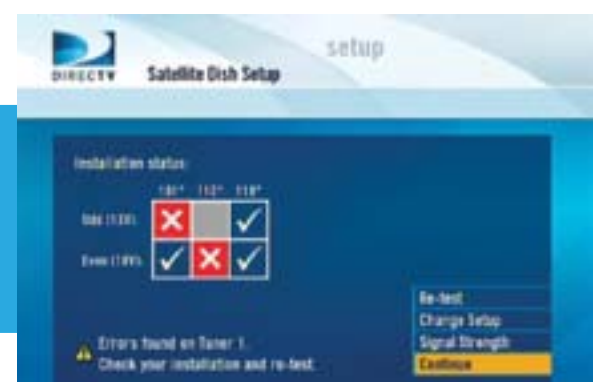 setup
DIRECTV
Satellite Dish Setup
Installation status:
101° 110° 119°
Odd (13V):
Even (18V):
Re-test
Change Setup
Signal Strength
Continue
Errors found on Tuner 1.
Check your installation and re-test.